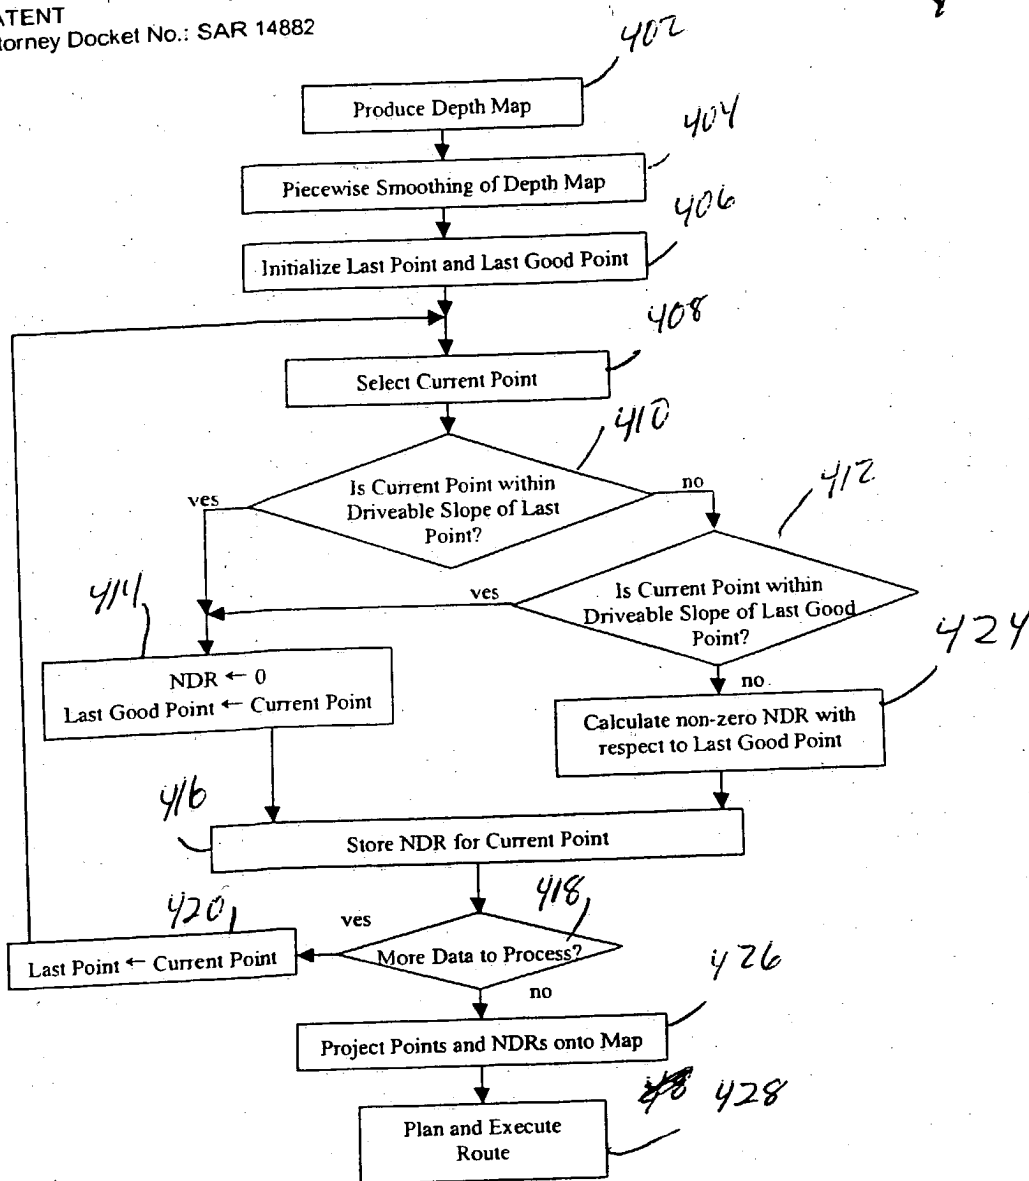 ATENT
torney Docket No.: SAR 14882
402
Produce Depth Map
404
Piecewise Smoothing of Depth Map
406
Initialize Last Point and Last Good Point
408
Select Current Point
410
Is Current Point within
Driveable Slope of Last
Point?
yes
no
412
Is Current Point within
Driveable Slope of Last Good
Point?
yes
no
414
NDR ← 0
Last Good Point ← Current Point
424
Calculate non-zero NDR with
respect to Last Good Point
416
Store NDR for Current Point
418
More Data to Process?
yes
no
420
Last Point ← Current Point
426
Project Points and NDRs onto Map
428
Plan and Execute
Route